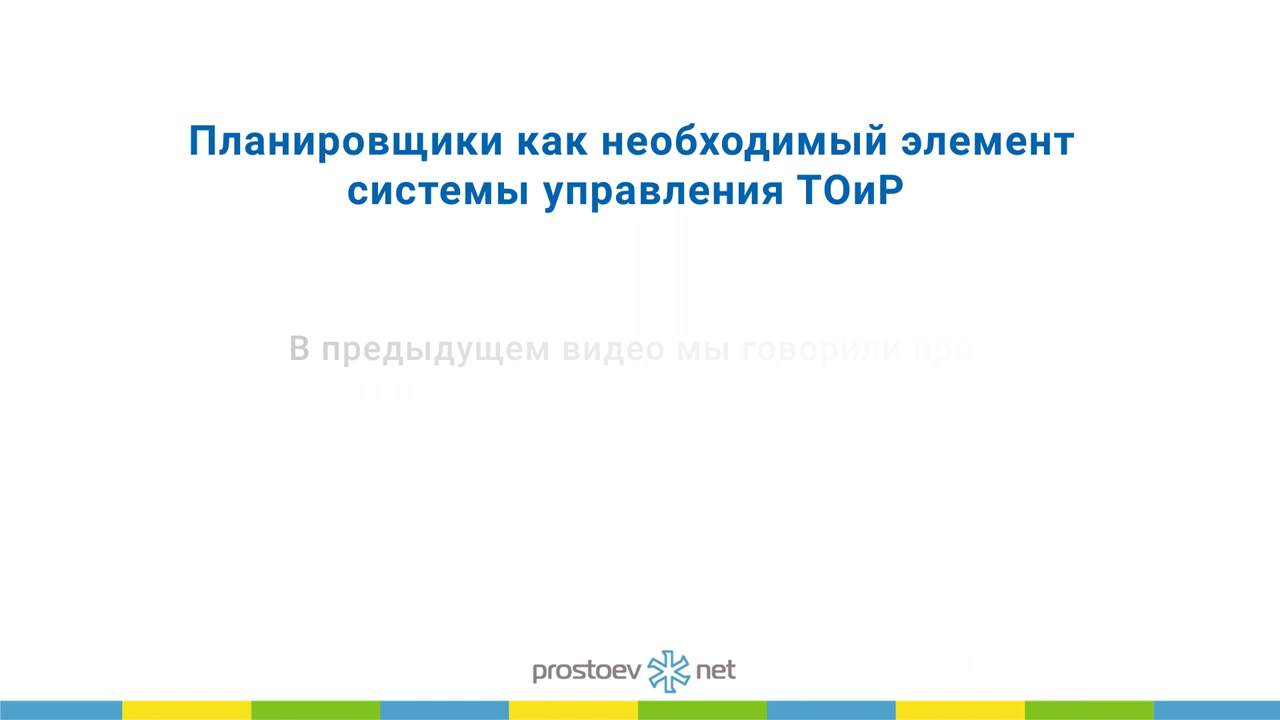 Планировщики как необходимый элемент
системы управления ТОиР
В предыдущем видео мы говорили про
prostoev net